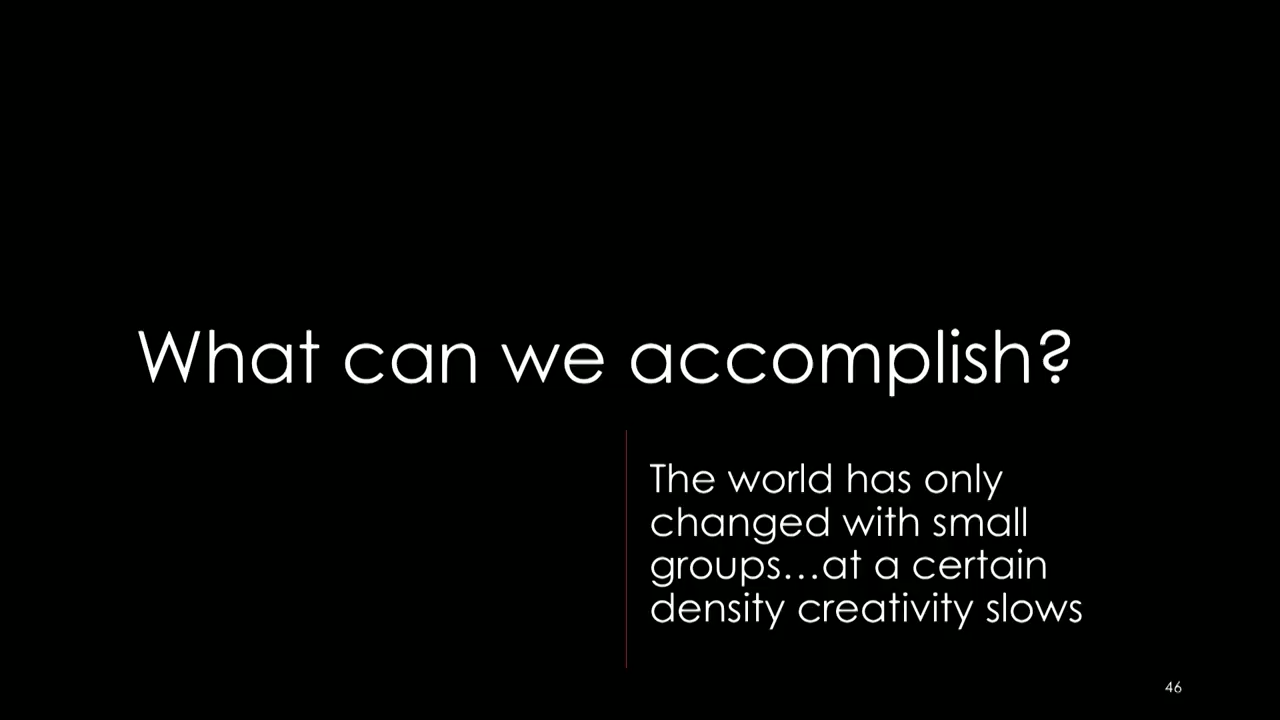 What can we accomplish?
The world has only
changed with small
groups...at a certain
density creativity slows
46